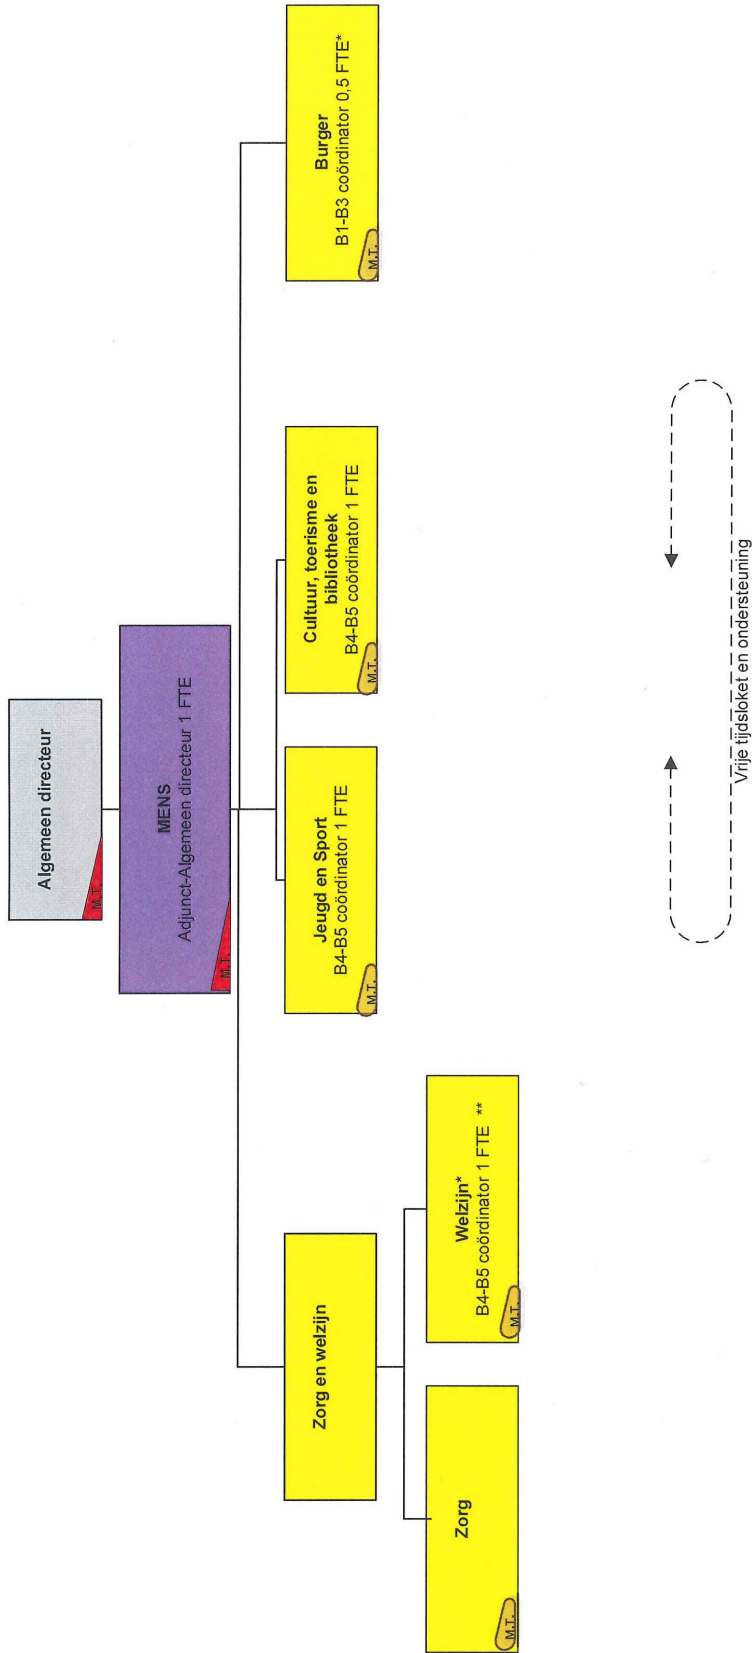 Algemeen directeur
M.T.
MENS
Adjunct-Algemeen directeur 1 FTE
M.T.
Zorg en welzijn
Jeugd en Sport
B4-B5 coördinator 1 FTE
M.T.
Cultuur, toerisme en
bibliotheek
B4-B5 coördinator 1 FTE
M.T.
Burger
B1-B3 coördinator 0,5 FTE*
M.T.
Zorg
M.T.
Welzijn*
B4-B5 coördinator 1 FTE **
M.T.
Vrije tijdsloket en ondersteuning